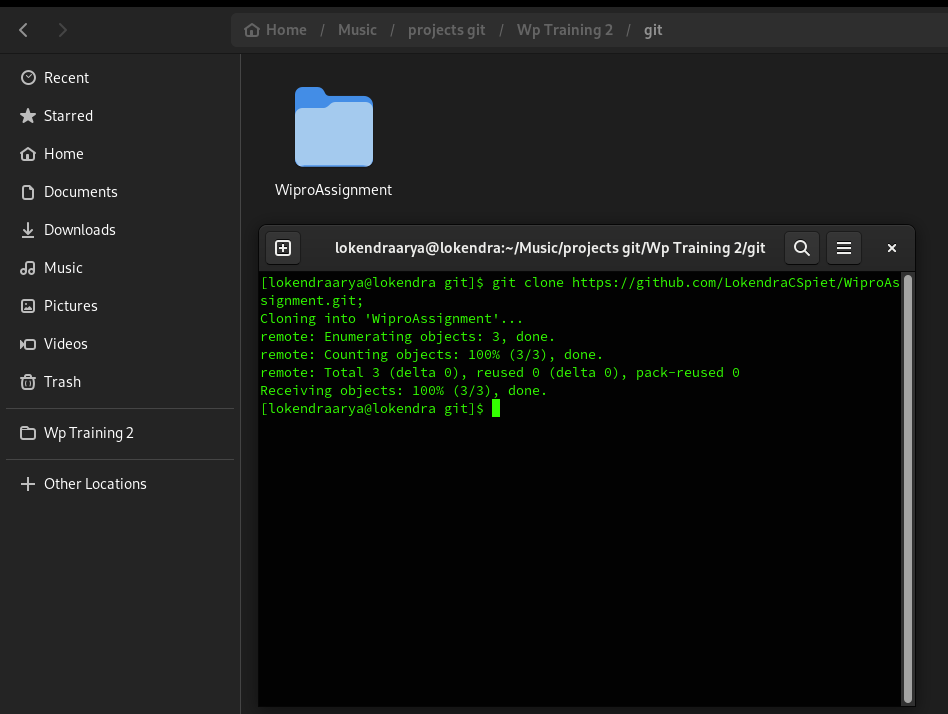 Home / Music / projects git / Wp Training 2 / git
Recent
Starred
Home
Documents
Downloads
Music
Pictures
Videos
Trash
Wp Training 2
Other Locations
WiproAssignment
lokendraarya@lokendra:~/Music/projects git/Wp Training 2/git
[lokendraarya@lokendra git]$ git clone https://github.com/LokendraCSpiet/WiproAs
signment.git;
Cloning into 'WiproAssignment'...
remote: Enumerating objects: 3, done.
remote: Counting objects: 100% (3/3), done.
remote: Total 3 (delta 0), reused 0 (delta 0), pack-reused 0
Receiving objects: 100% (3/3), done.
[lokendraarya@lokendra git]$